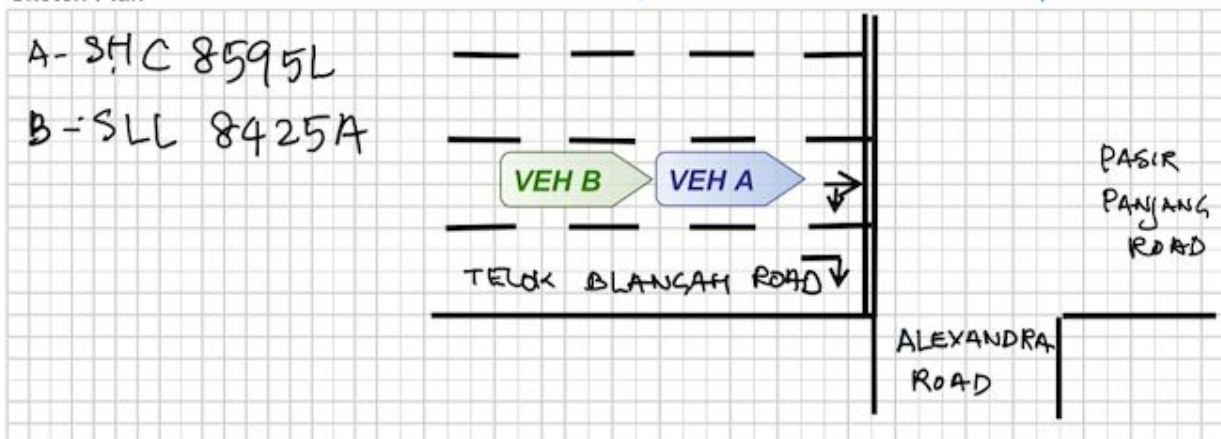 A- SHC 8595L
B - SLL 8425A
VEH B
VEH A
PASIR
PANJANG
ROAD
TELOK BLANGAH ROAD
ALEXANDRA
ROAD